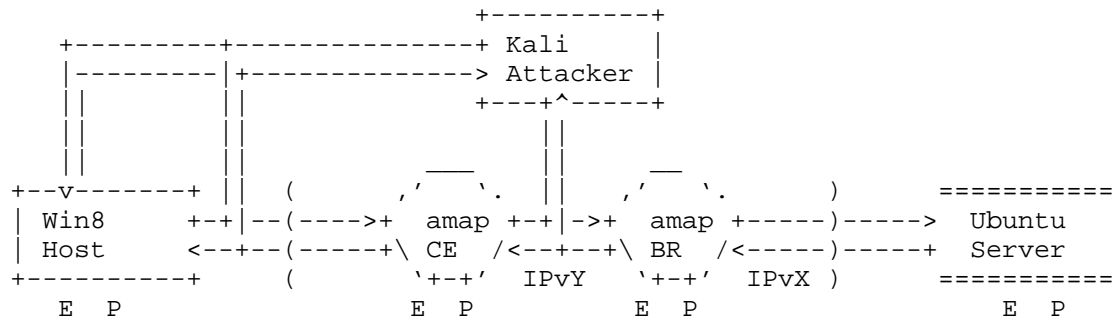 Kali
Attacker
Win8 amap amap Ubuntu
Host CE BR Server
IPvY IPvX
E P E P E P E P